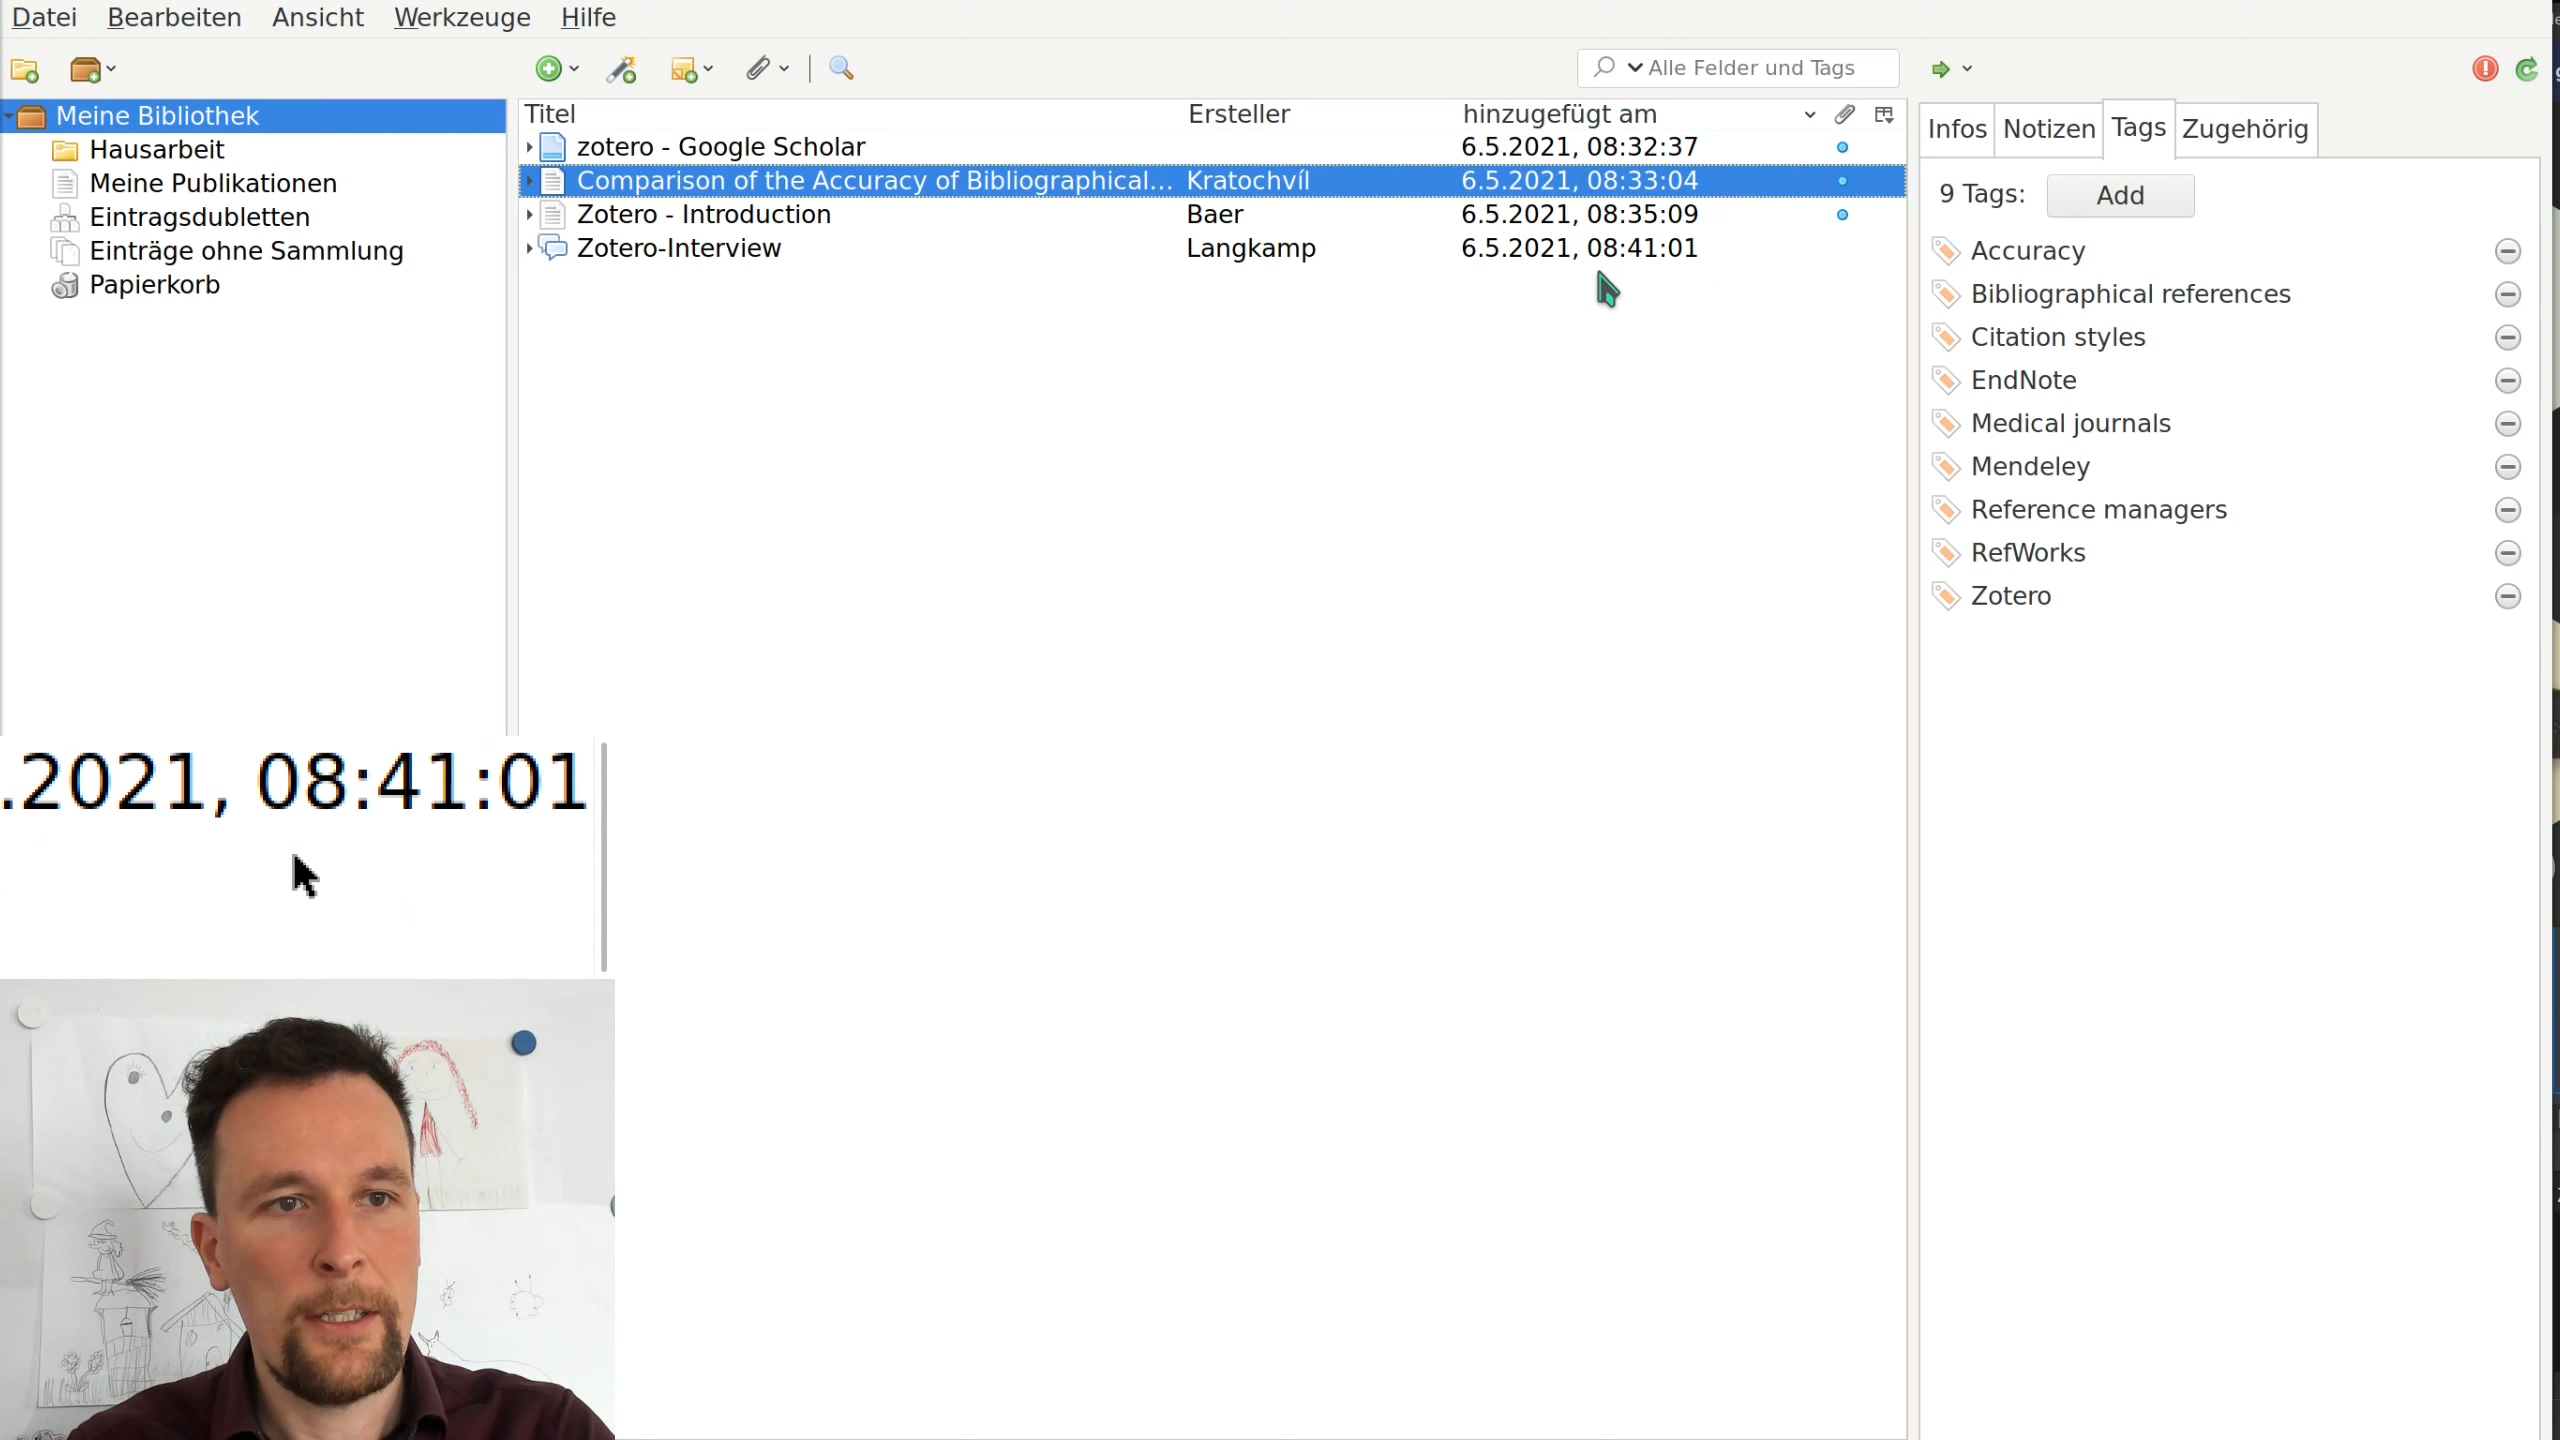 Datei Bearbeiten Ansicht Werkzeuge Hilfe
Alle Felder und Tags
Meine Bibliothek
Hausarbeit
Meine Publikationen
Eintragsdubletten
Einträge ohne Sammlung
Papierkorb
Titel Ersteller hinzugefügt am
zotero - Google Scholar 6.5.2021, 08:32:37
Comparison of the Accuracy of Bibliographical... Kratochvíl 6.5.2021, 08:33:04
Zotero - Introduction Baer 6.5.2021, 08:35:09
Zotero-Interview Langkamp 6.5.2021, 08:41:01
Infos Notizen Tags Zugehörig
9 Tags: Add
Accuracy
Bibliographical references
Citation styles
EndNote
Medical journals
Mendeley
Reference managers
RefWorks
Zotero
.2021, 08:41:01